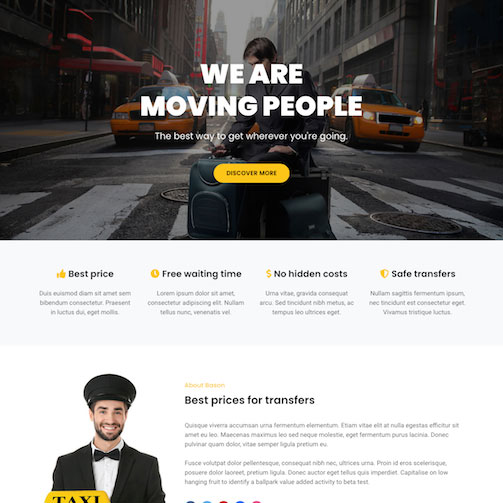 WE ARE
MOVING PEOPLE
The best way to get wherever you're going.
DISCOVER MORE
Best price
Duis euismod diam sit amet sem
bibendum consectetur. Praesent
in luctus dui, eget mollis.
Free waiting time
Lorem ipsum dolor sit amet,
consectetur adipiscing elit. Nullam
tellus nunc, venenatis vel.
No hidden costs
Urna vitae, gravida consequat
arcu. Sed tincidunt nibh metus, ac
tempus leo ultrices eget.
Safe transfers
Nullam sagittis fermentum ipsum,
nec tincidunt est consectetur eget.
Vivamus tristique luctus.
About Bason
Best prices for transfers
Quisque viverra accumsan urna fermentum elementum. Etiam vitae elit at nulla egestas efficitur sit
amet eu leo. Maecenas maximus leo sed neque molestie, eget fermentum purus facilisis. Donec
pulvinar quam dolor, vitae semper ligula pretium eu.
Fusce volutpat dolor pellentesque, consequat nibh nec, ultrices urna. Proin id eros scelerisque,
posuere dolor laoreet, pretium ligula. Donec mattis eget ultrices quis imperdiet. Capitalise on low
hanging fruit to identify a ballpark value added activity to beta test.
TAXI